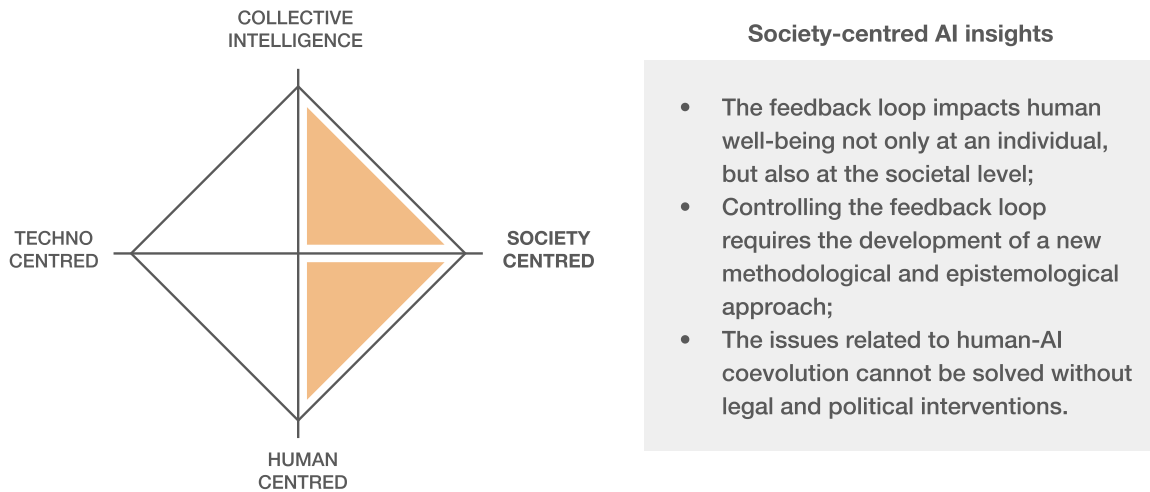 COLLECTIVE
INTELLIGENCE
TECHNO
CENTRED
SOCIETY
CENTRED
HUMAN
CENTRED
Society-centred AI insights
• The feedback loop impacts human
well-being not only at an individual,
but also at the societal level;
• Controlling the feedback loop
requires the development of a new
methodological and epistemological
approach;
• The issues related to human-AI
coevolution cannot be solved without
legal and political interventions.